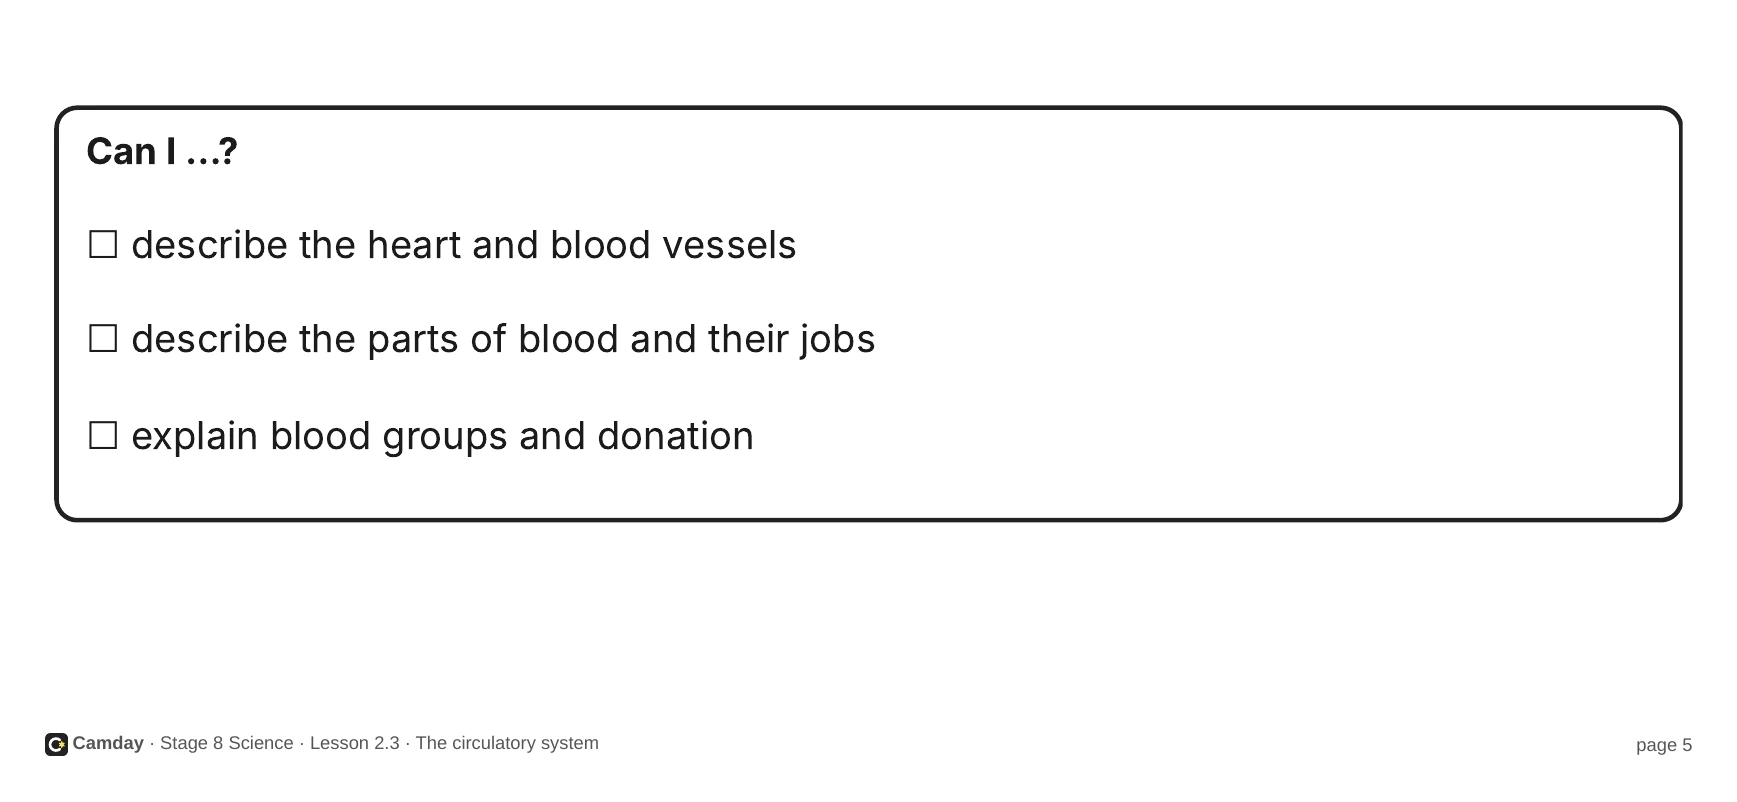 Can I …?
☐ describe the heart and blood vessels
☐ describe the parts of blood and their jobs
☐ explain blood groups and donation
Camday · Stage 8 Science · Lesson 2.3 · The circulatory system
page 5